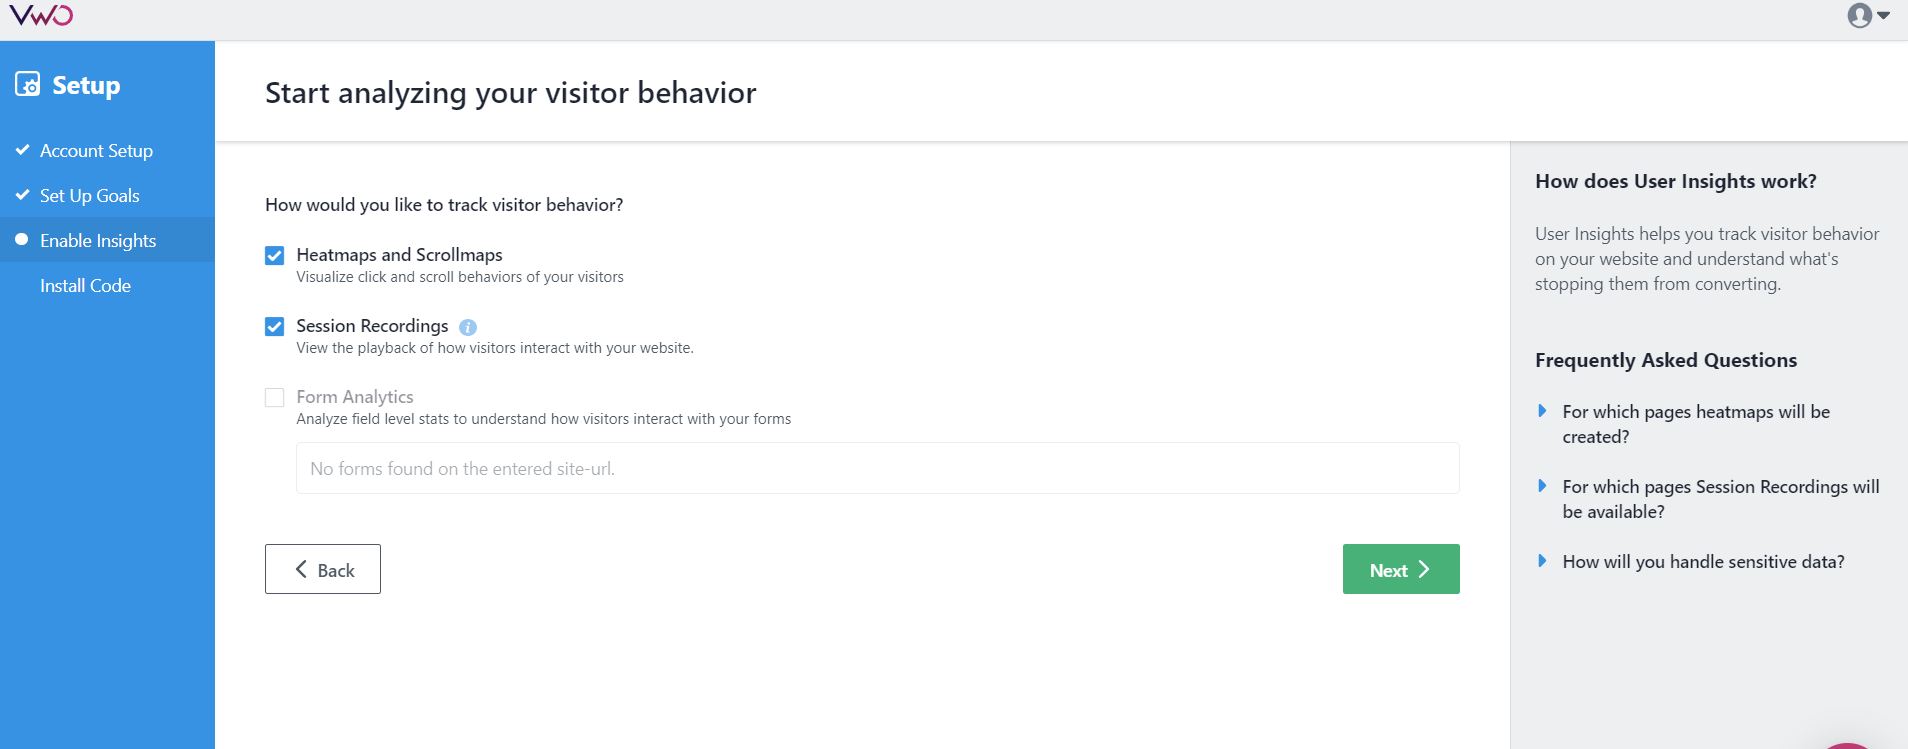 VWO
Setup
Account Setup
Set Up Goals
Enable Insights
Install Code
Start analyzing your visitor behavior
How would you like to track visitor behavior?
Heatmaps and Scrollmaps
Visualize click and scroll behaviors of your visitors
Session Recordings i
View the playback of how visitors interact with your website.
Form Analytics
Analyze field level stats to understand how visitors interact with your forms
No forms found on the entered site-url.
Back
Next
How does User Insights work?
User Insights helps you track visitor behavior
on your website and understand what's
stopping them from converting.
Frequently Asked Questions
For which pages heatmaps will be
created?
For which pages Session Recordings will
be available?
How will you handle sensitive data?